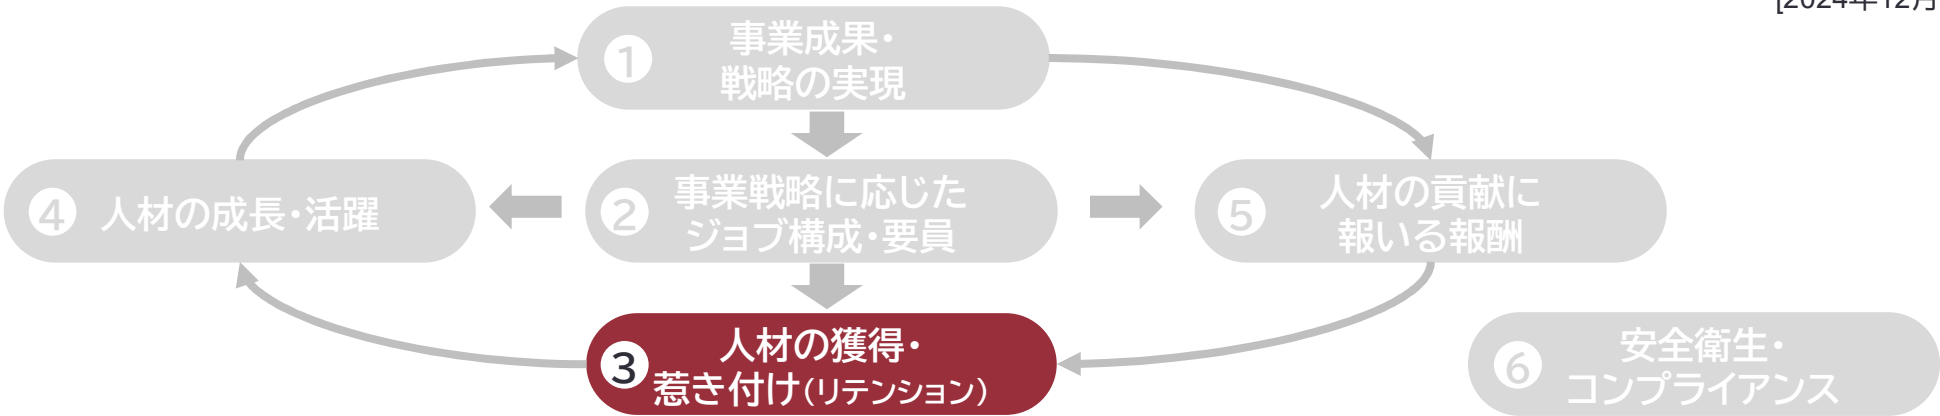 [2024年12月
1
事業成果・
戦略の実現
4
人材の成長・活躍
2
事業戦略に応じた
ジョブ構成・要員
5
人材の貢献に
報いる報酬
3
人材の獲得・
惹き付け(リテンション)
6
安全衛生・
コンプライアンス